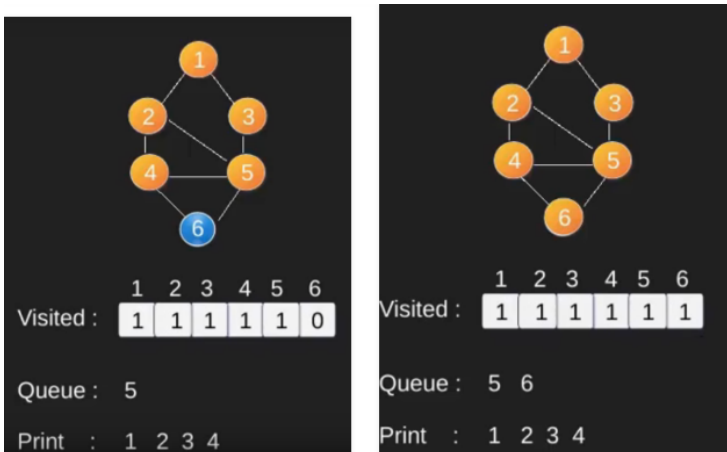 1
2 3
4 5
6
1 2 3 4 5 6
Visited : 1 1 1 1 1 0
Queue : 5
Print : 1 2 3 4
1
2 3
4 5
6
1 2 3 4 5 6
Visited : 1 1 1 1 1 1
Queue : 5 6
Print : 1 2 3 4